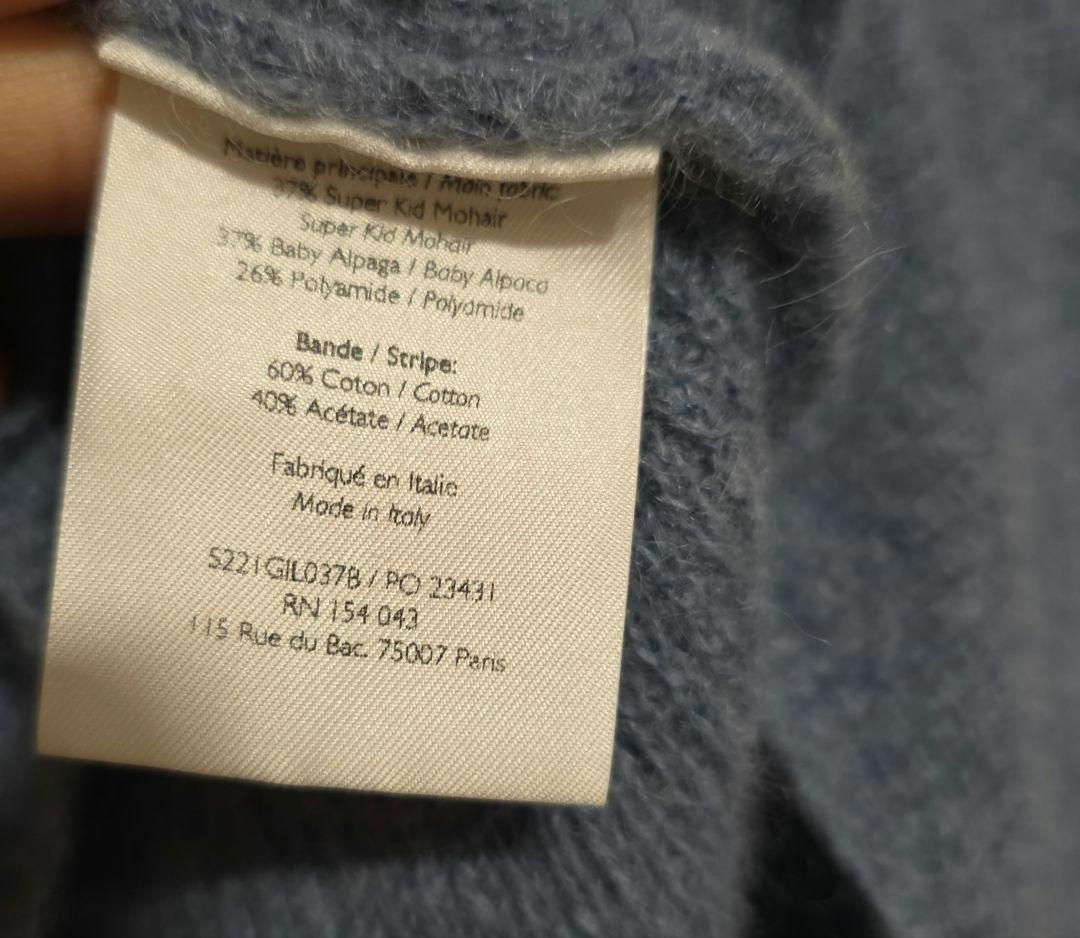 Matière principale / Main fabric
37% Super Kid Mohair
Super Kid Mohair
37% Baby Alpaga / Baby Alpaca
26% Polyamide / Polyamide
Bande / Stripe:
60% Coton / Cotton
40% Acétate / Acetate
Fabriqué en Italie
Made in Italy
S221GIL037B / PO 23431
RN 154 043
115 Rue du Bac. 75007 Paris